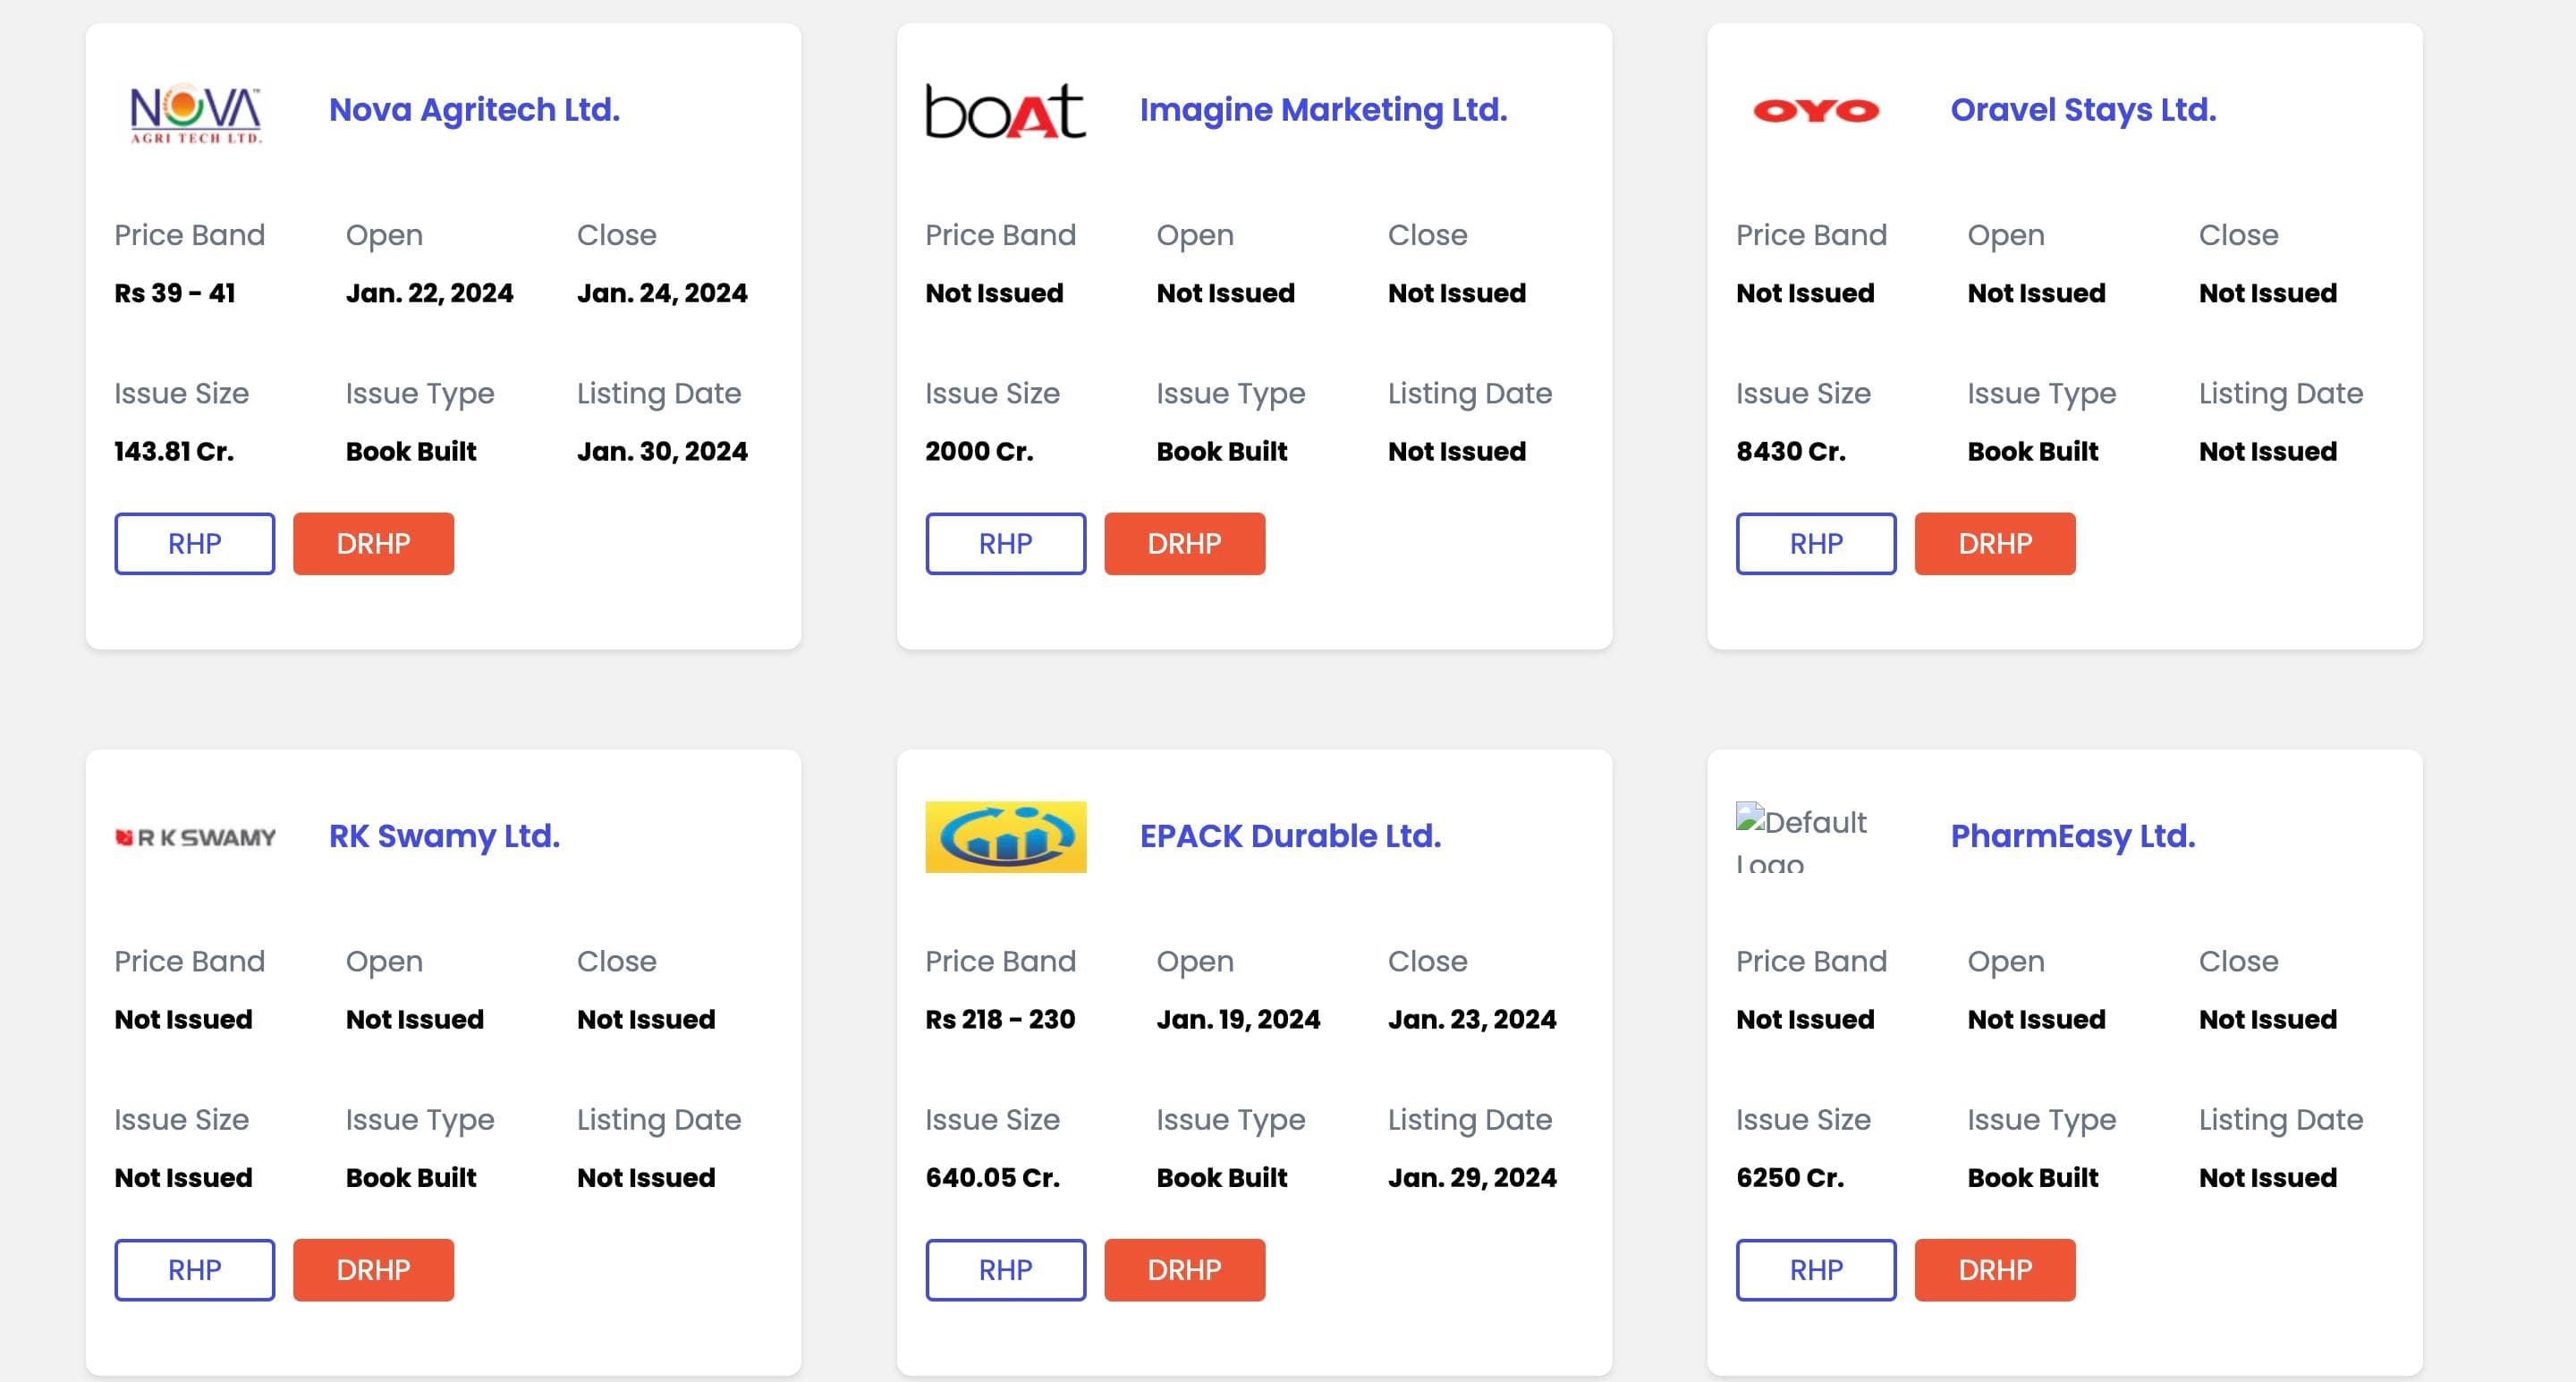 NOVA™ Nova Agritech Ltd.
AGRI TECH LTD.
Price Band Open Close
Rs 39 - 41 Jan. 22, 2024 Jan. 24, 2024
Issue Size Issue Type Listing Date
143.81 Cr. Book Built Jan. 30, 2024
RHP DRHP
boAt Imagine Marketing Ltd.
Price Band Open Close
Not Issued Not Issued Not Issued
Issue Size Issue Type Listing Date
2000 Cr. Book Built Not Issued
RHP DRHP
OYO Oravel Stays Ltd.
Price Band Open Close
Not Issued Not Issued Not Issued
Issue Size Issue Type Listing Date
8430 Cr. Book Built Not Issued
RHP DRHP
R K SWAMY RK Swamy Ltd.
Price Band Open Close
Not Issued Not Issued Not Issued
Issue Size Issue Type Listing Date
Not Issued Book Built Not Issued
RHP DRHP
EPACK Durable Ltd.
Price Band Open Close
Rs 218 - 230 Jan. 19, 2024 Jan. 23, 2024
Issue Size Issue Type Listing Date
640.05 Cr. Book Built Jan. 29, 2024
RHP DRHP
Default PharmEasy Ltd.
Logo
Price Band Open Close
Not Issued Not Issued Not Issued
Issue Size Issue Type Listing Date
6250 Cr. Book Built Not Issued
RHP DRHP